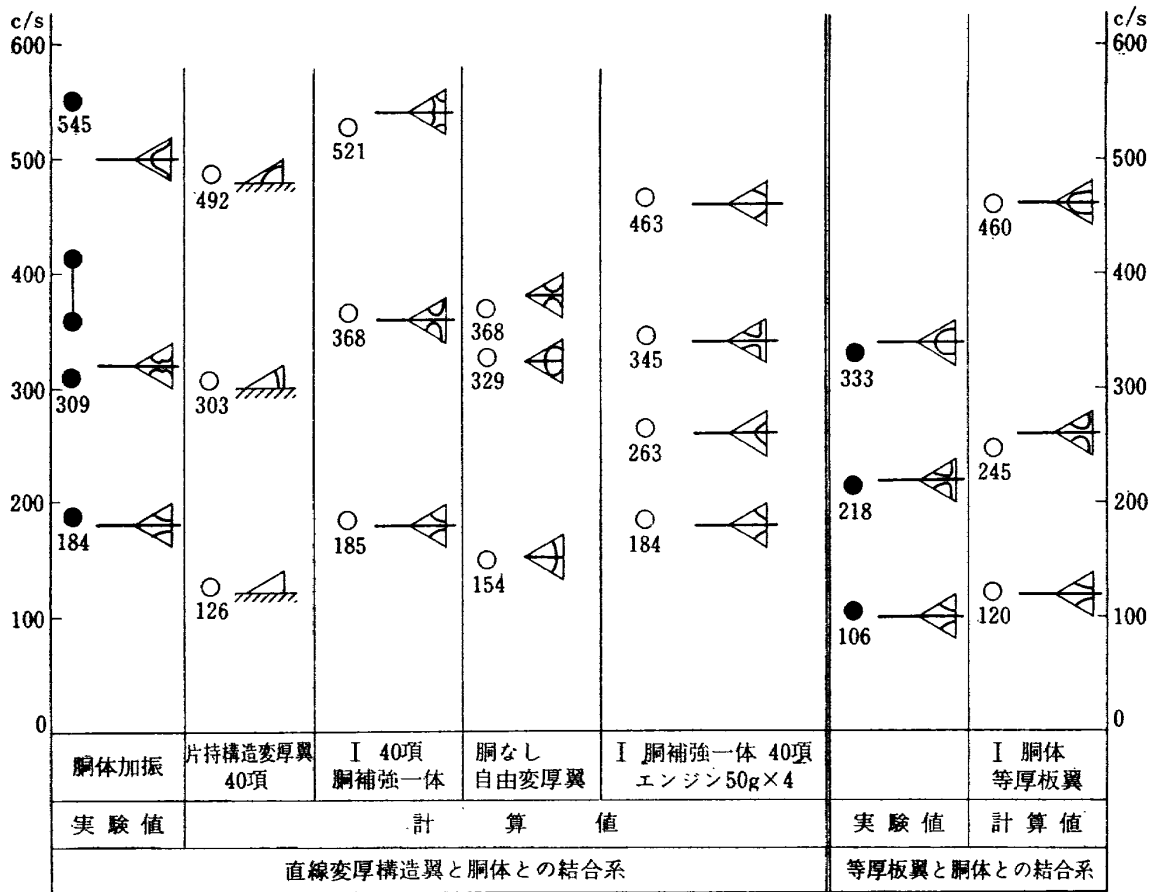 c/s
c/s
600
600
545
500
500
492
521
463
460
400
400
368
368
345
329
333
309
303
300
300
263
245
218
200
200
184
185
184
154
126
120
106
100
100
0
0
胴体加振
片持構造変厚翼
40項
I 40項
胴補強一体
胴なし
自由変厚翼
I 胴補強一体 40項
エンジン50g×4
I 胴体
等厚板翼
実験値
計算値
実験値
計算値
直線変厚構造翼と胴体との結合系
等厚板翼と胴体との結合系